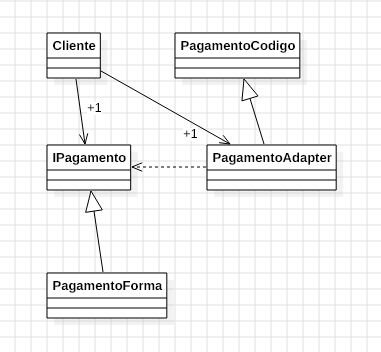 Cliente
PagamentoCodigo
+1
+1
IPagamento
PagamentoAdapter
PagamentoForma